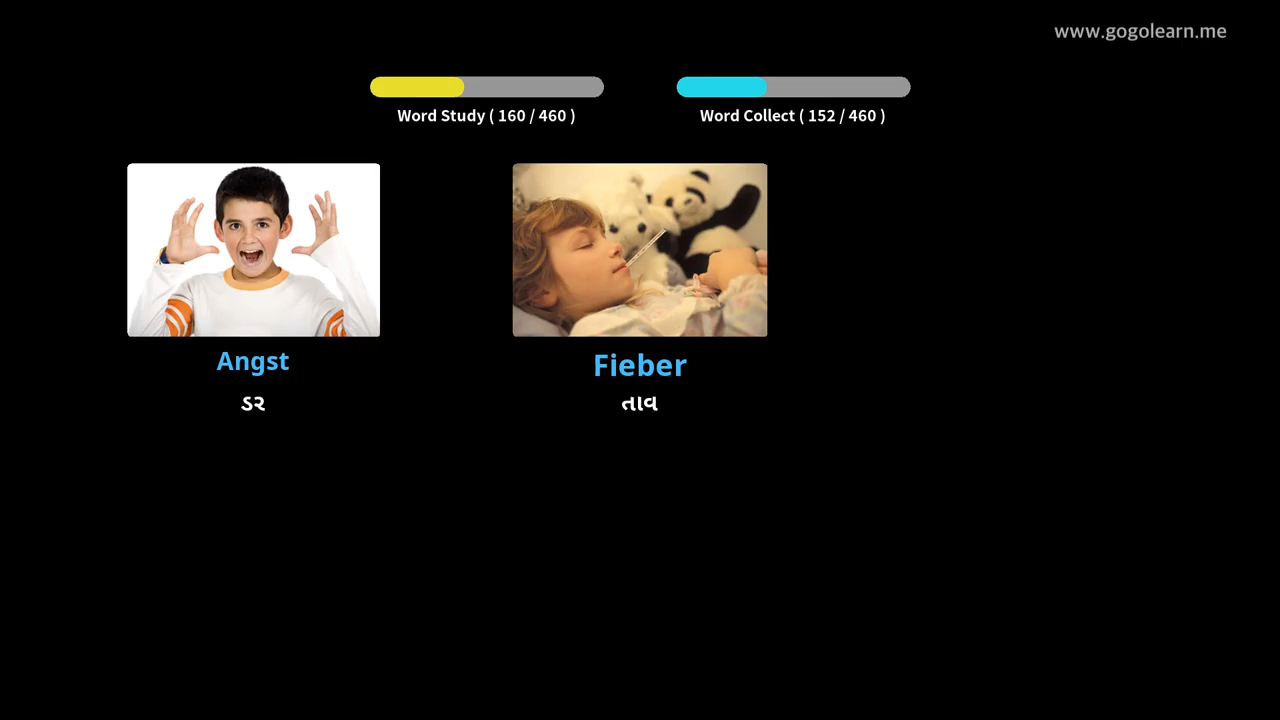 www.gogolearn.me
Word Study ( 160 / 460 )
Word Collect ( 152 / 460 )
Angst
ડર
Fieber
તાવ